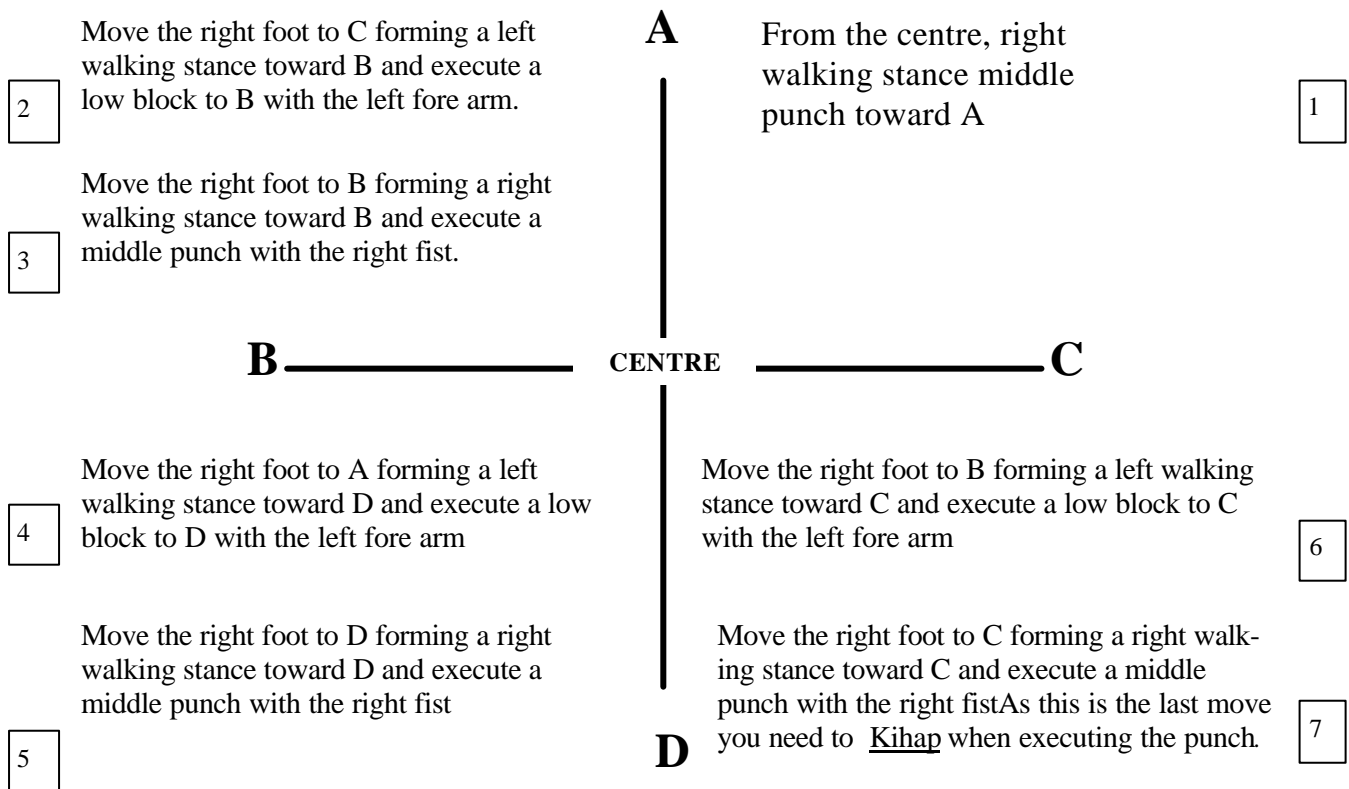 A
From the centre, right
walking stance middle
punch toward A
1
Move the right foot to C forming a left
walking stance toward B and execute a
low block to B with the left fore arm.
2
Move the right foot to B forming a right
walking stance toward B and execute a
middle punch with the right fist.
3
B
CENTRE
C
Move the right foot to A forming a left
walking stance toward D and execute a low
block to D with the left fore arm
4
Move the right foot to D forming a right
walking stance toward D and execute a
middle punch with the right fist
5
Move the right foot to B forming a left walking
stance toward C and execute a low block to C
with the left fore arm
6
Move the right foot to C forming a right walk-
ing stance toward C and execute a middle
punch with the right fistAs this is the last move
you need to Kihap when executing the punch.
7
D